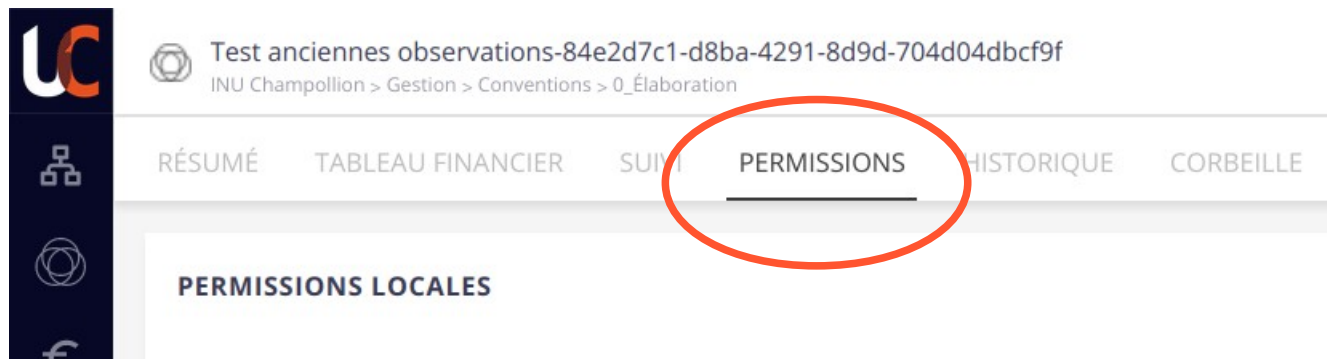 UC
Test anciennes observations-84e2d7c1-d8ba-4291-8d9d-704d04dbcf9f
INU Champollion > Gestion > Conventions > 0_Élaboration
RÉSUMÉ TABLEAU FINANCIER SUIVI PERMISSIONS HISTORIQUE CORBEILLE
PERMISSIONS LOCALES
€